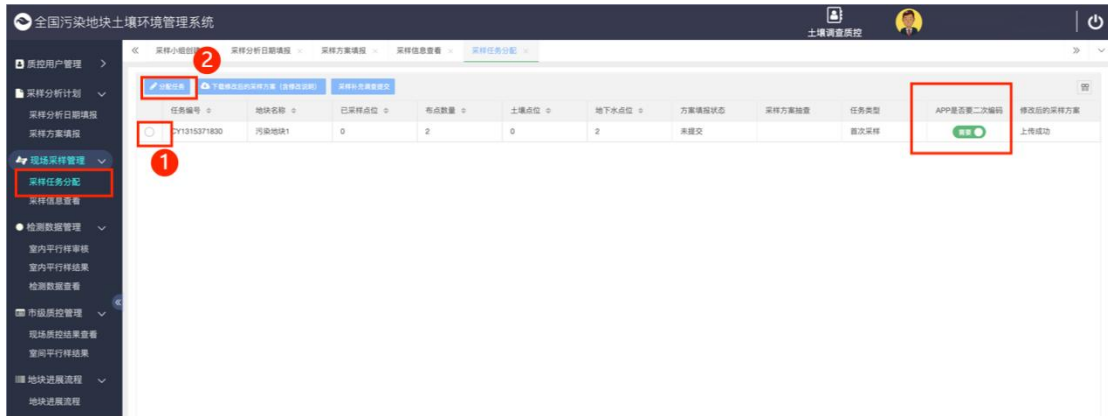 全国污染地块土壤环境管理系统
土壤调查质控
采样小组创建 采样分析日期填报 × 采样方案填报 × 采样信息查看 × 采样任务分配 ×
质控用户管理
采样分析计划
采样分析日期填报
采样方案填报
现场采样管理
采样任务分配
采样信息查看
检测数据管理
室内平行样审核
室内平行样结果
检测数据查看
市级质控管理
现场质控结果查看
室间平行样结果
地块进展流程
地块进展流程
2
分配任务 下载修改后的采样方案（含修改说明） 采样补充调查提交
任务编号 地块名称 已采样点位 布点数量 土壤点位 地下水点位 方案填报状态 采样方案抽查 任务类型 APP是否要二次编码 修改后的采样方案
CY1315371830 污染地块1 0 2 0 2 未提交 首次采样 需要 上传成功
1